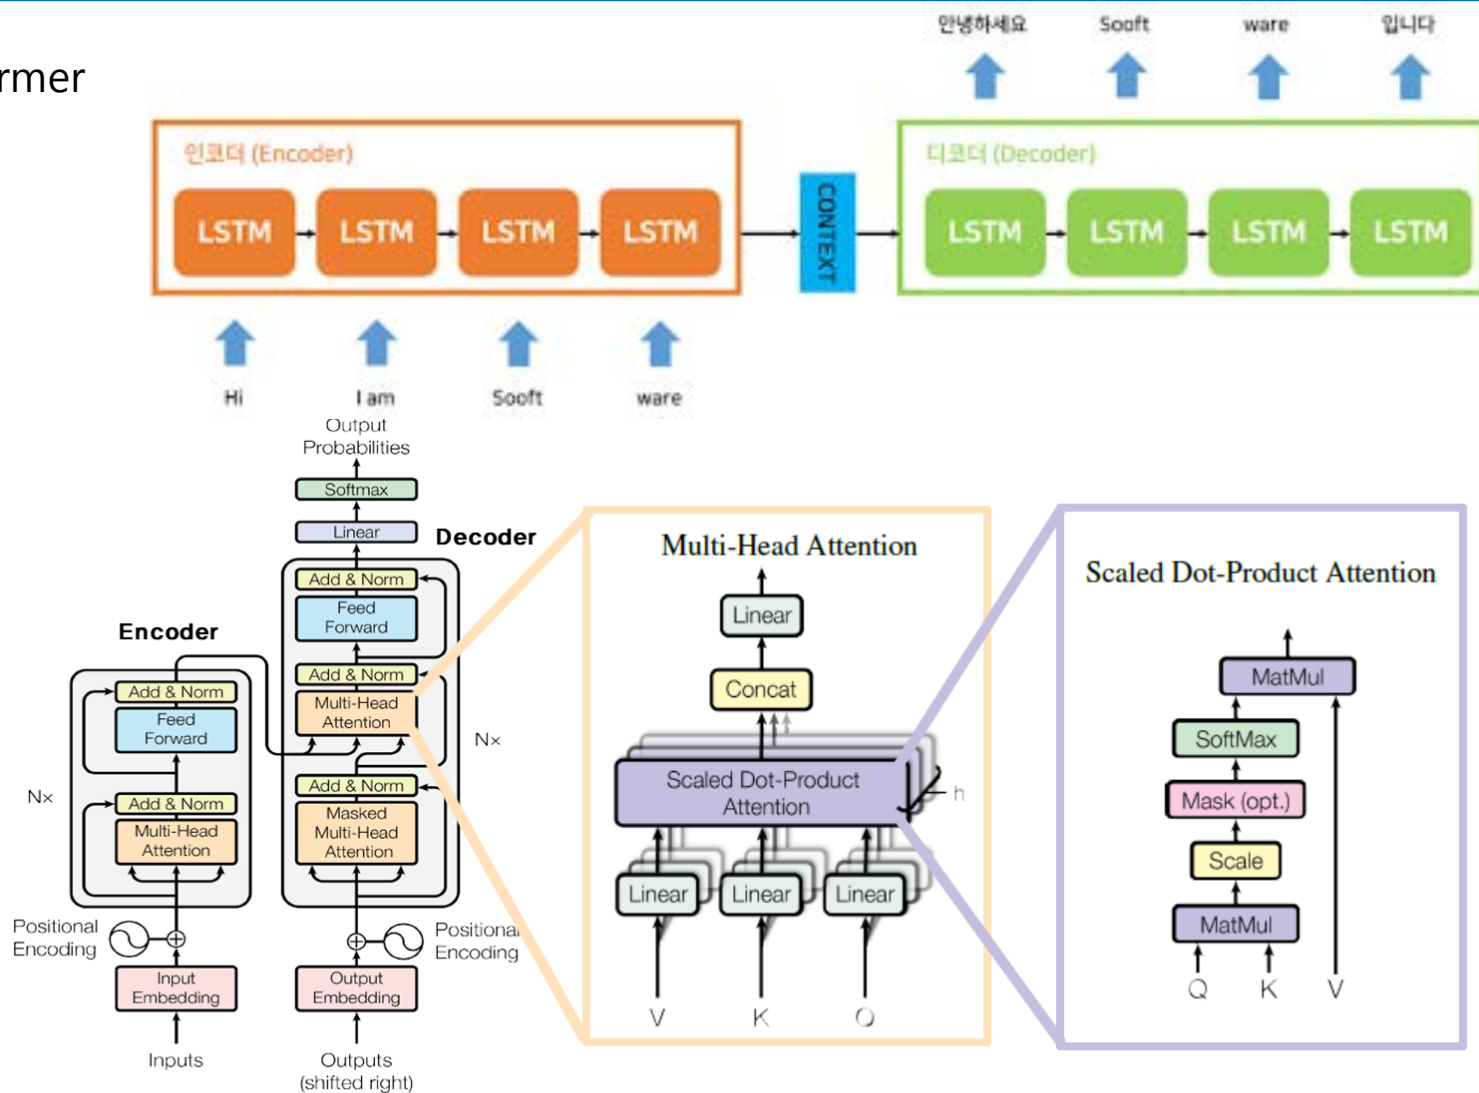 rmer
안녕하세요 Sooft ware 입니다
인코더 (Encoder)
디코더 (Decoder)
LSTM LSTM LSTM LSTM
CONTEXT
LSTM LSTM LSTM LSTM
Hi I am Sooft ware
Output
Probabilities
Softmax
Linear
Decoder
Add & Norm
Feed
Forward
Add & Norm
Multi-Head
Attention
N×
Add & Norm
Masked
Multi-Head
Attention
Positional
Encoding
Output
Embedding
Outputs
(shifted right)
Encoder
Add & Norm
Feed
Forward
N×
Add & Norm
Multi-Head
Attention
Positional
Encoding
Input
Embedding
Inputs
Multi-Head Attention
Linear
Concat
Scaled Dot-Product
Attention
h
Linear Linear Linear
V K Q
Scaled Dot-Product Attention
MatMul
SoftMax
Mask (opt.)
Scale
MatMul
Q K V